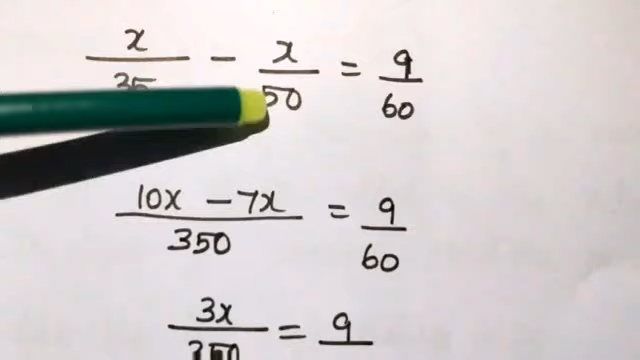 x/35 - x/50 = 9/60
(10x - 7x)/350 = 9/60
3x/350 = 9